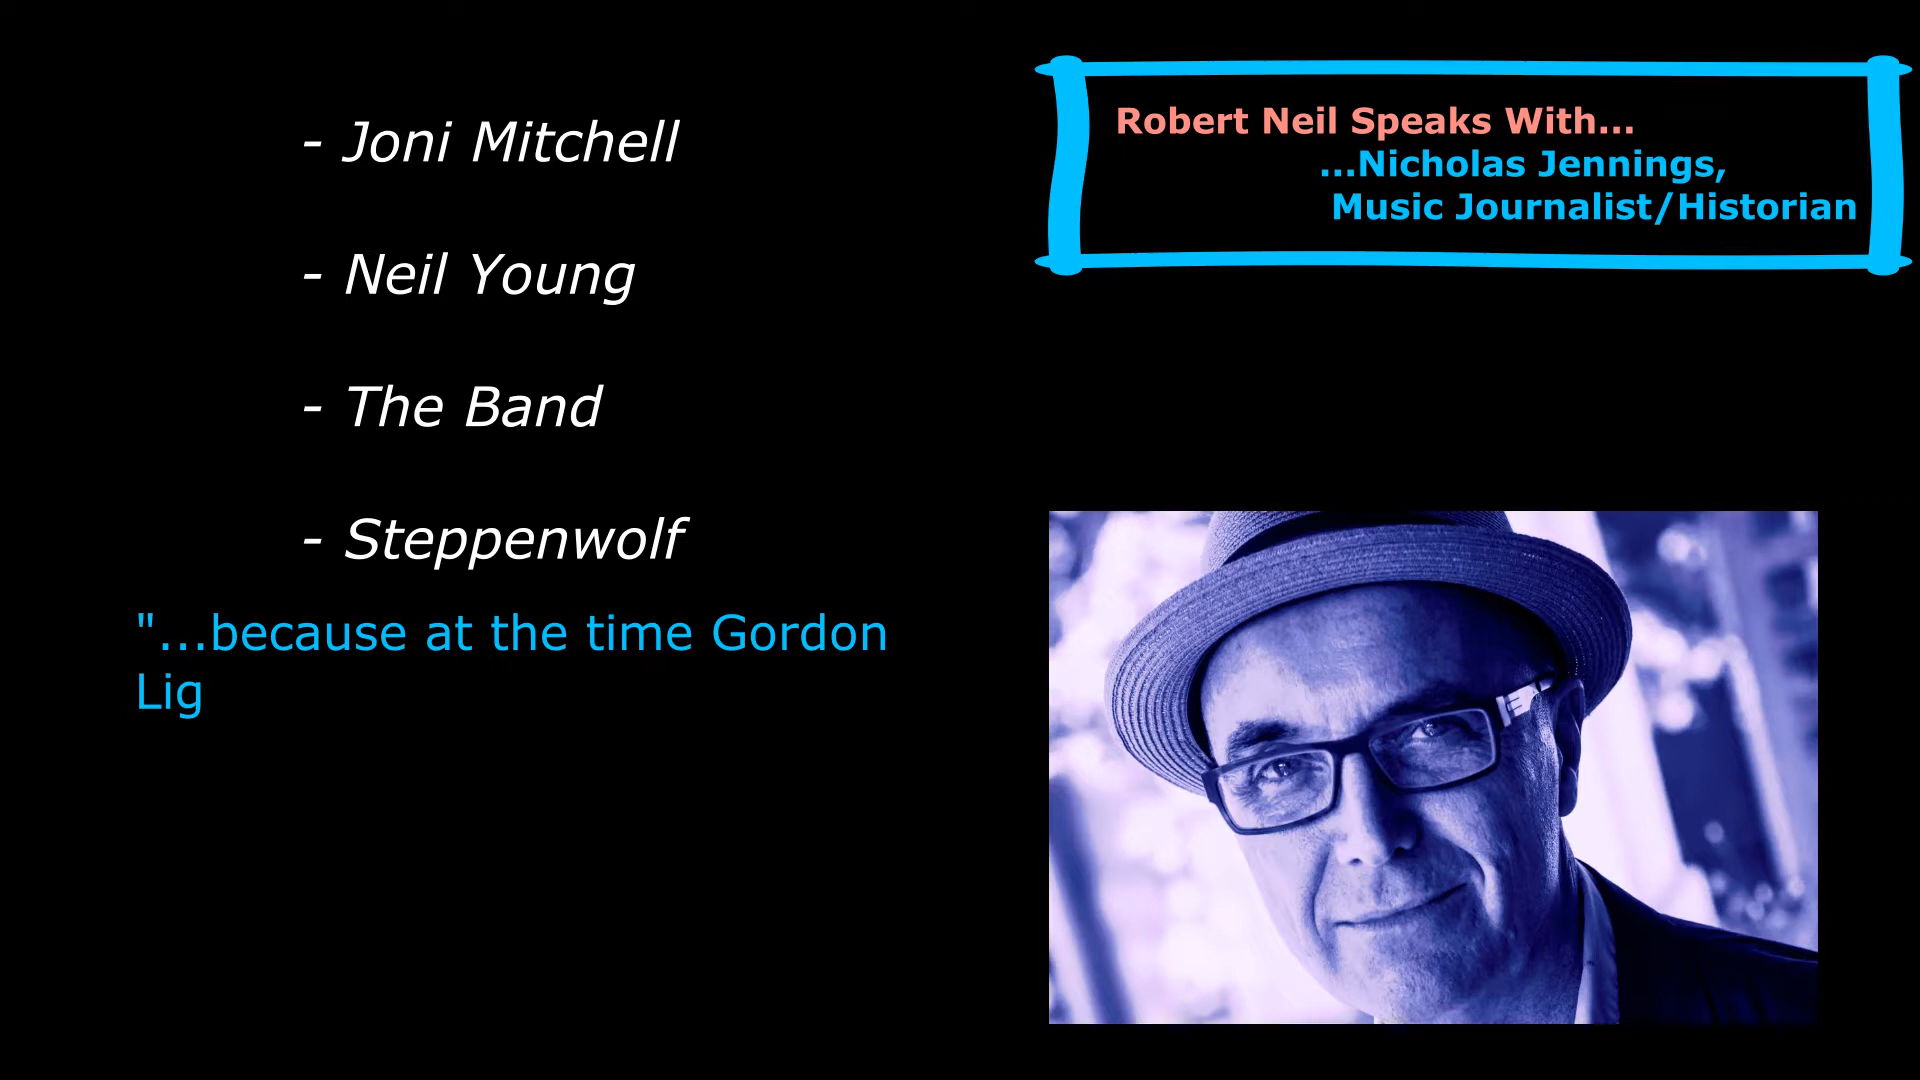 - Joni Mitchell
- Neil Young
- The Band
- Steppenwolf
"...because at the time Gordon
Lig
Robert Neil Speaks With...
...Nicholas Jennings,
Music Journalist/Historian